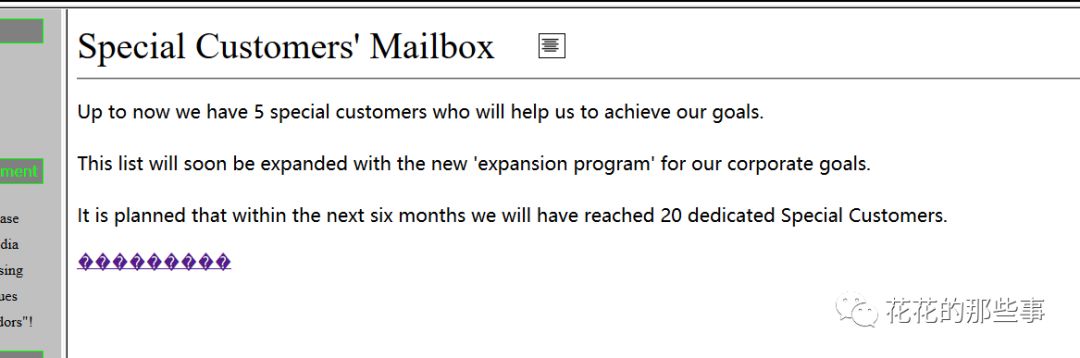 Special Customers' Mailbox
Up to now we have 5 special customers who will help us to achieve our goals.
ment
This list will soon be expanded with the new 'expansion program' for our corporate goals.
ase
It is planned that within the next six months we will have reached 20 dedicated Special Customers.
dia
sing
���������
ues
dors"!
花花的那些事